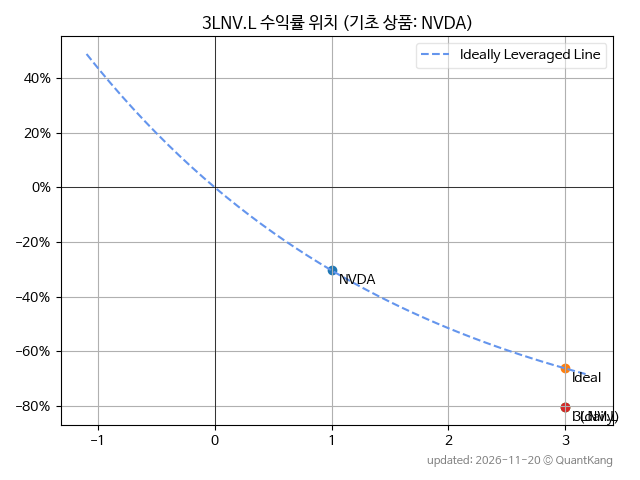 3LNV.L 수익률 위치 (기초 상품: NVDA)
Ideally Leveraged Line
40%
20%
0%
−20%
−40%
−60%
−80%
NVDA
Ideal
−1
0
1
2
3
updated: 2026-11-20 © QuantKang